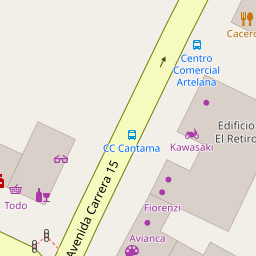 Cacero
Centro
Comercial
Artelana
Edificio
El Retiro
Kawasaki
CC Cantama
Avenida Carrera 15
Todo
Fiorenzi
Avianca